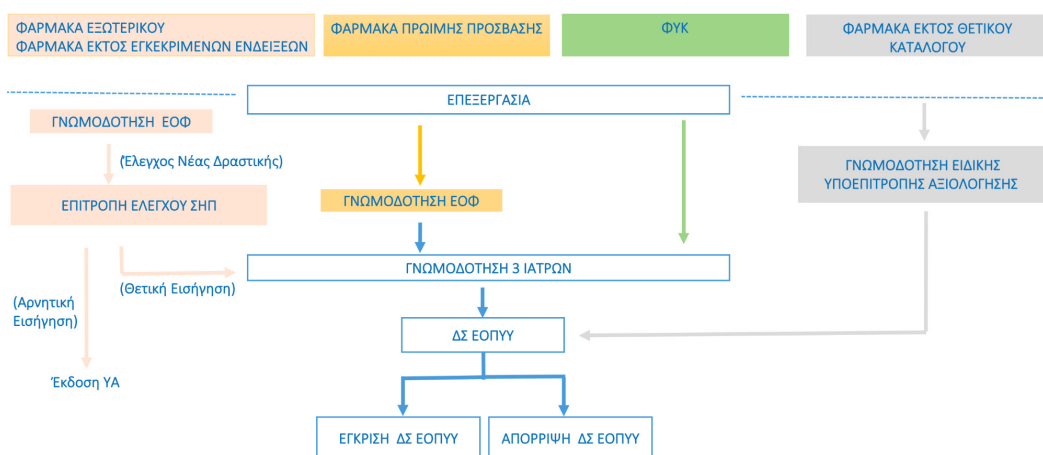 ΦΑΡΜΑΚΑ ΕΞΩΤΕΡΙΚΟΥ
ΦΑΡΜΑΚΑ ΕΚΤΟΣ ΕΓΚΕΚΡΙΜΕΝΩΝ ΕΝΔΕΙΞΕΩΝ
ΦΑΡΜΑΚΑ ΠΡΩΙΜΗΣ ΠΡΟΣΒΑΣΗΣ
ΦΥΚ
ΦΑΡΜΑΚΑ ΕΚΤΟΣ ΘΕΤΙΚΟΥ
ΚΑΤΑΛΟΓΟΥ
ΕΠΕΞΕΡΓΑΣΙΑ
ΓΝΩΜΟΔΟΤΗΣΗ ΕΟΦ
(Έλεγχος Νέας Δραστικής)
ΓΝΩΜΟΔΟΤΗΣΗ ΕΙΔΙΚΗΣ
ΥΠΟΕΠΙΤΡΟΠΗΣ ΑΞΙΟΛΟΓΗΣΗΣ
ΕΠΙΤΡΟΠΗ ΕΛΕΓΧΟΥ ΣΗΠ
ΓΝΩΜΟΔΟΤΗΣΗ ΕΟΦ
ΓΝΩΜΟΔΟΤΗΣΗ 3 ΙΑΤΡΩΝ
(Θετική Εισήγηση)
(Αρνητική
Εισήγηση)
ΔΣ ΕΟΠΥΥ
Έκδοση ΥΑ
ΕΓΚΡΙΣΗ ΔΣ ΕΟΠΥΥ
ΑΠΟΡΡΙΨΗ ΔΣ ΕΟΠΥΥ